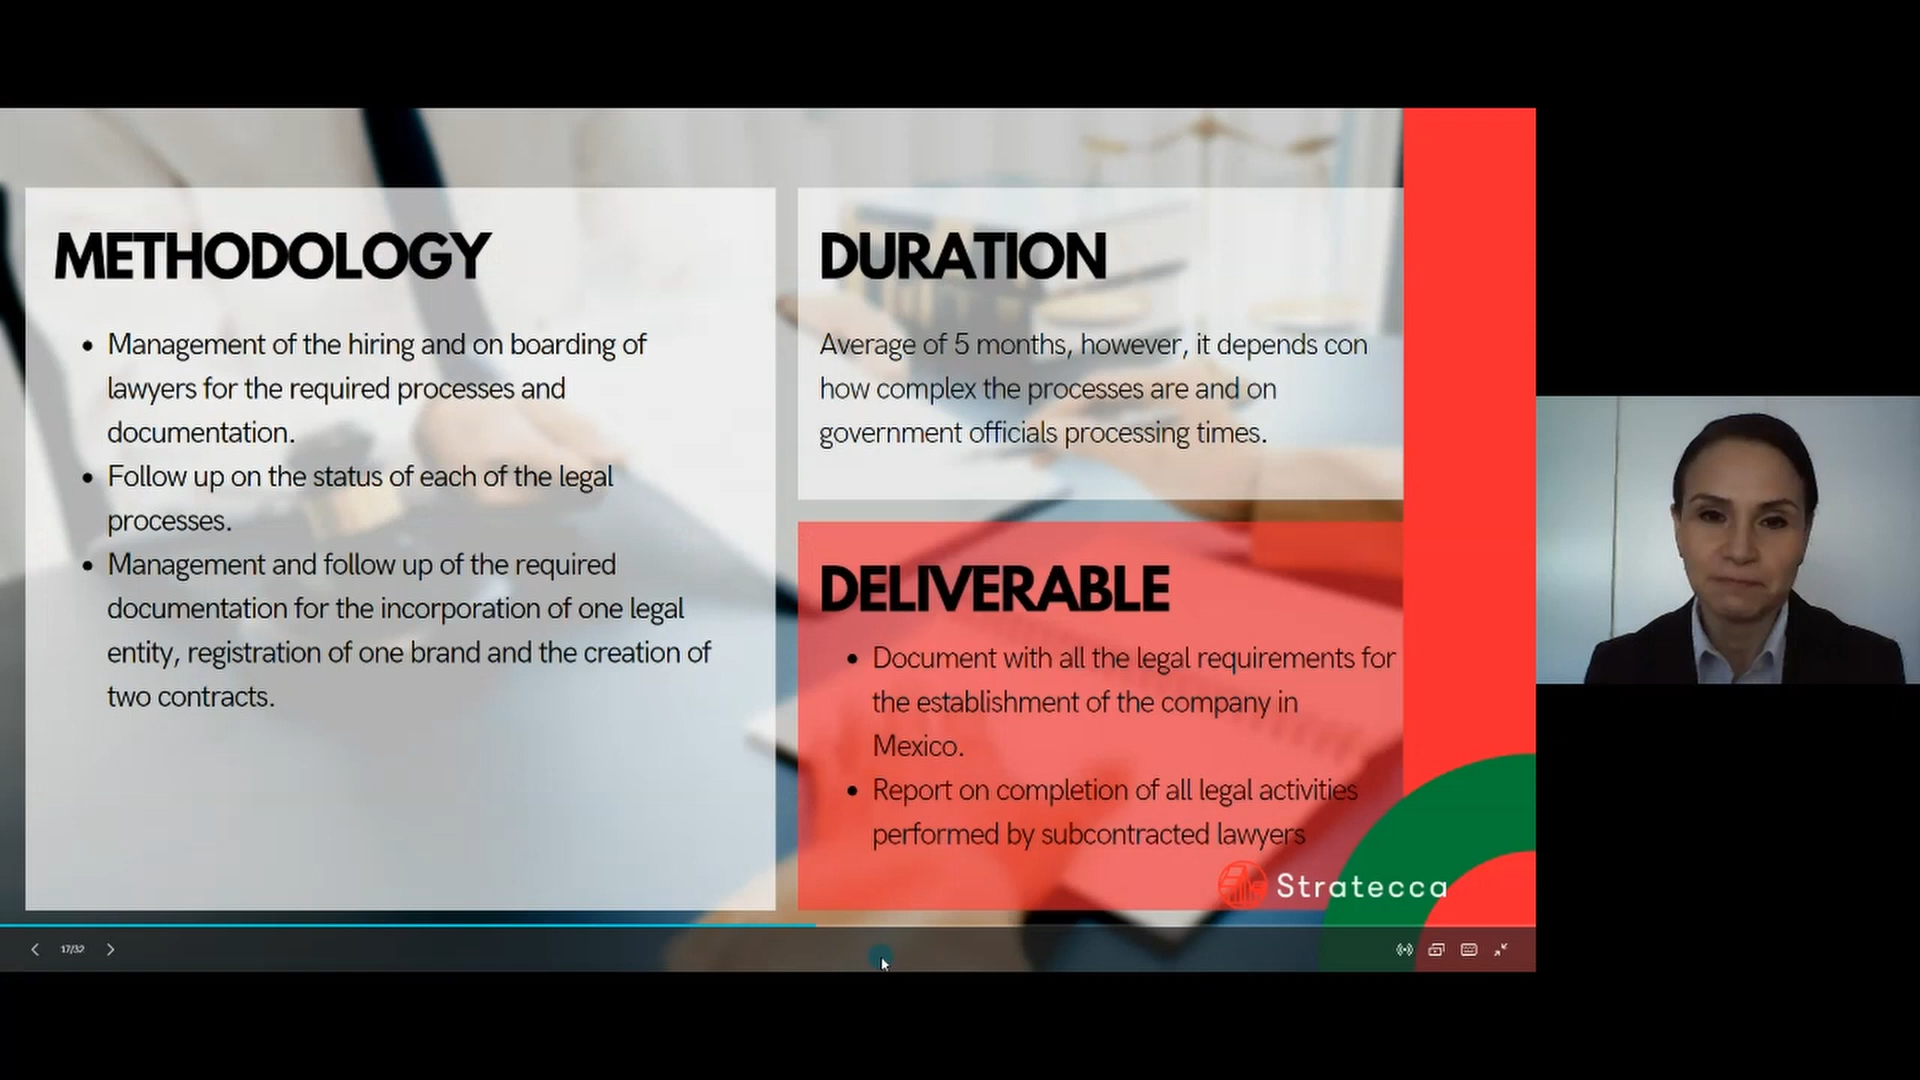 METHODOLOGY
• Management of the hiring and on boarding of
lawyers for the required processes and
documentation.
• Follow up on the status of each of the legal
processes.
• Management and follow up of the required
documentation for the incorporation of one legal
entity, registration of one brand and the creation of
two contracts.
DURATION
Average of 5 months, however, it depends con
how complex the processes are and on
government officials processing times.
DELIVERABLE
• Document with all the legal requirements for
the establishment of the company in
Mexico.
• Report on completion of all legal activities
performed by subcontracted lawyers
Stratecca
17/32